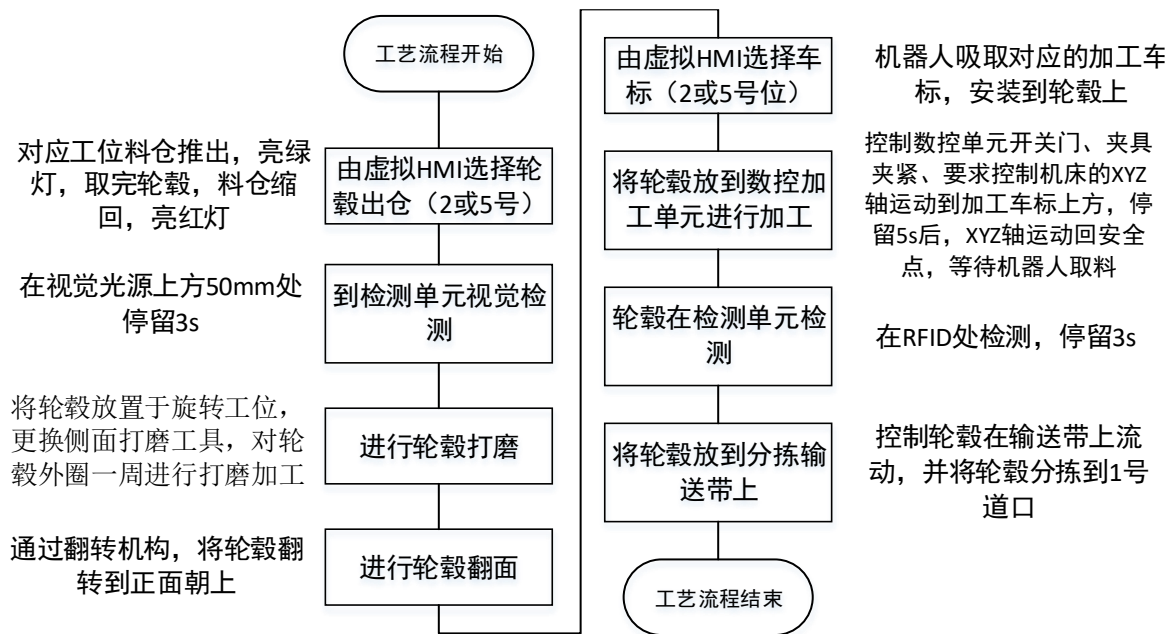 工艺流程开始
对应工位料仓推出，亮绿
灯，取完轮毂，料仓缩
回，亮红灯
由虚拟HMI选择轮
毂出仓（2或5号）
在视觉光源上方50mm处
停留3s
到检测单元视觉检
测
将轮毂放置于旋转工位，
更换侧面打磨工具，对轮
毂外圈一周进行打磨加工
进行轮毂打磨
通过翻转机构，将轮毂翻
转到正面朝上
进行轮毂翻面
由虚拟HMI选择车
标（2或5号位）
机器人吸取对应的加工车
标，安装到轮毂上
将轮毂放到数控加
工单元进行加工
控制数控单元开关门、夹具
夹紧、要求控制机床的XYZ
轴运动到加工车标上方，停
留5s后，XYZ轴运动回安全
点，等待机器人取料
轮毂在检测单元检
测
在RFID处检测，停留3s
将轮毂放到分拣输
送带上
控制轮毂在输送带上流
动，并将轮毂分拣到1号
道口
工艺流程结束